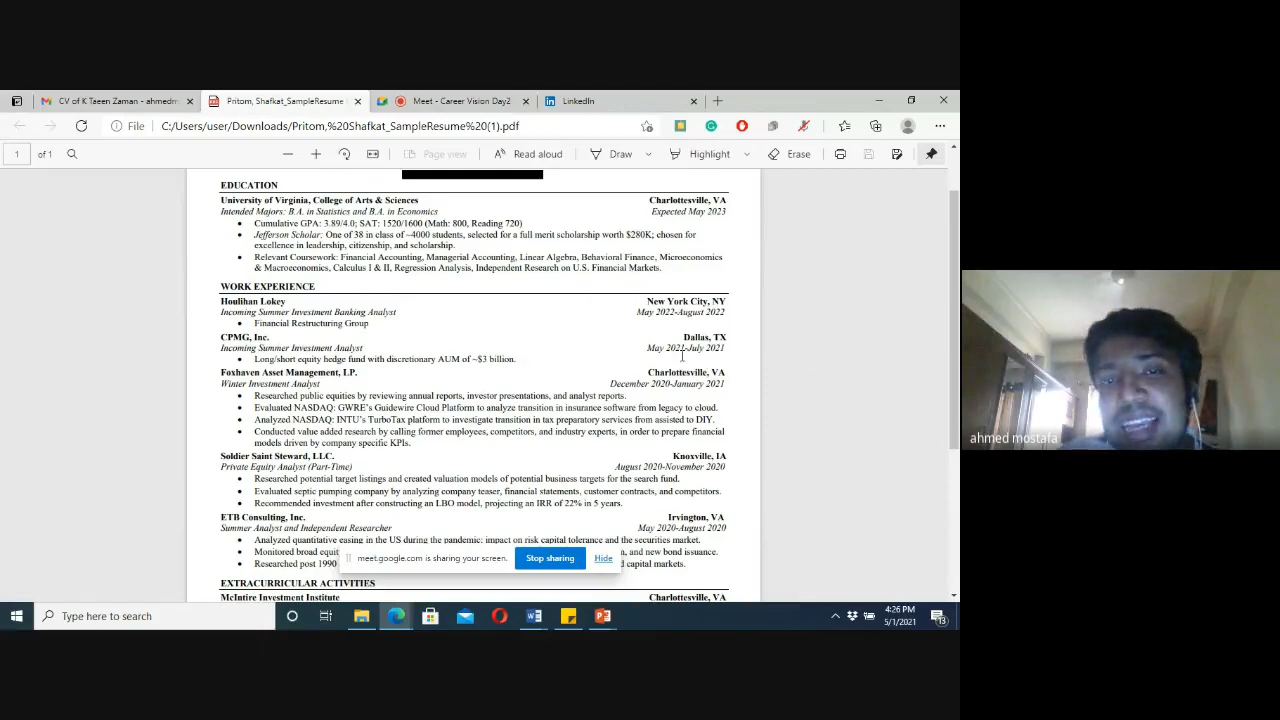 CV of K Taeen Zaman - ahmedm
Pritom, Shafkat_SampleResume
Meet - Career Vision Day2
LinkedIn
File
C:/Users/user/Downloads/Pritom,%20Shafkat_SampleResume%20(1).pdf
1 of 1
Page view
Read aloud
Draw
Highlight
Erase
EDUCATION
University of Virginia, College of Arts & Sciences Charlottesville, VA
Intended Majors: B.A. in Statistics and B.A. in Economics Expected May 2023
• Cumulative GPA: 3.89/4.0; SAT: 1520/1600 (Math: 800, Reading 720)
• Jefferson Scholar: One of 38 in class of ~4000 students, selected for a full merit scholarship worth $280K; chosen for
excellence in leadership, citizenship, and scholarship.
• Relevant Coursework: Financial Accounting, Managerial Accounting, Linear Algebra, Behavioral Finance, Microeconomics
& Macroeconomics, Calculus I & II, Regression Analysis, Independent Research on U.S. Financial Markets.
WORK EXPERIENCE
Houlihan Lokey New York City, NY
Incoming Summer Investment Banking Analyst May 2022-August 2022
• Financial Restructuring Group
CPMG, Inc. Dallas, TX
Incoming Summer Investment Analyst May 2021-July 2021
• Long/short equity hedge fund with discretionary AUM of ~$3 billion.
Foxhaven Asset Management, LP. Charlottesville, VA
Winter Investment Analyst December 2020-January 2021
• Researched public equities by reviewing annual reports, investor presentations, and analyst reports.
• Evaluated NASDAQ: GWRE's Guidewire Cloud Platform to analyze transition in insurance software from legacy to cloud.
• Analyzed NASDAQ: INTU's TurboTax platform to investigate transition in tax preparatory services from assisted to DIY.
• Conducted value added research by calling former employees, competitors, and industry experts, in order to prepare financial
models driven by company specific KPIs.
Soldier Saint Steward, LLC. Knoxville, IA
Private Equity Analyst (Part-Time) August 2020-November 2020
• Researched potential target listings and created valuation models of potential business targets for the search fund.
• Evaluated septic pumping company by analyzing company teaser, financial statements, customer contracts, and competitors.
• Recommended investment after constructing an LBO model, projecting an IRR of 22% in 5 years.
ETB Consulting, Inc. Irvington, VA
Summer Analyst and Independent Researcher May 2020-August 2020
• Analyzed quantitative easing in the US during the pandemic: impact on risk capital tolerance and the securities market.
• Monitored broad equit n, and new bond issuance.
• Researched post 1990 d capital markets.
meet.google.com is sharing your screen. Stop sharing Hide
EXTRACURRICULAR ACTIVITIES
McIntire Investment Institute Charlottesville, VA
ahmed mostafa
Type here to search
4:26 PM
5/1/2021
13